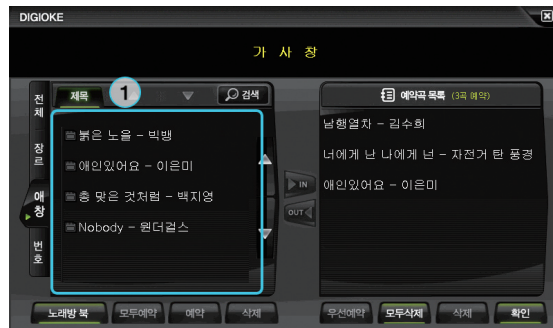 DIGIOKE
가 사 창
전체
장르
애창
번호
제목
1
검색
붉은 노을 – 빅뱅
애인있어요 – 이은미
총 맞은 것처럼 – 백지영
Nobody – 원더걸스
IN
OUT
예약곡 목록 (3곡 예약)
남행열차 – 김수희
너에게 난 나에게 넌 – 자전거 탄 풍경
애인있어요 – 이은미
노래방 북
모두예약
예약
삭제
우선예약
모두삭제
삭제
확인